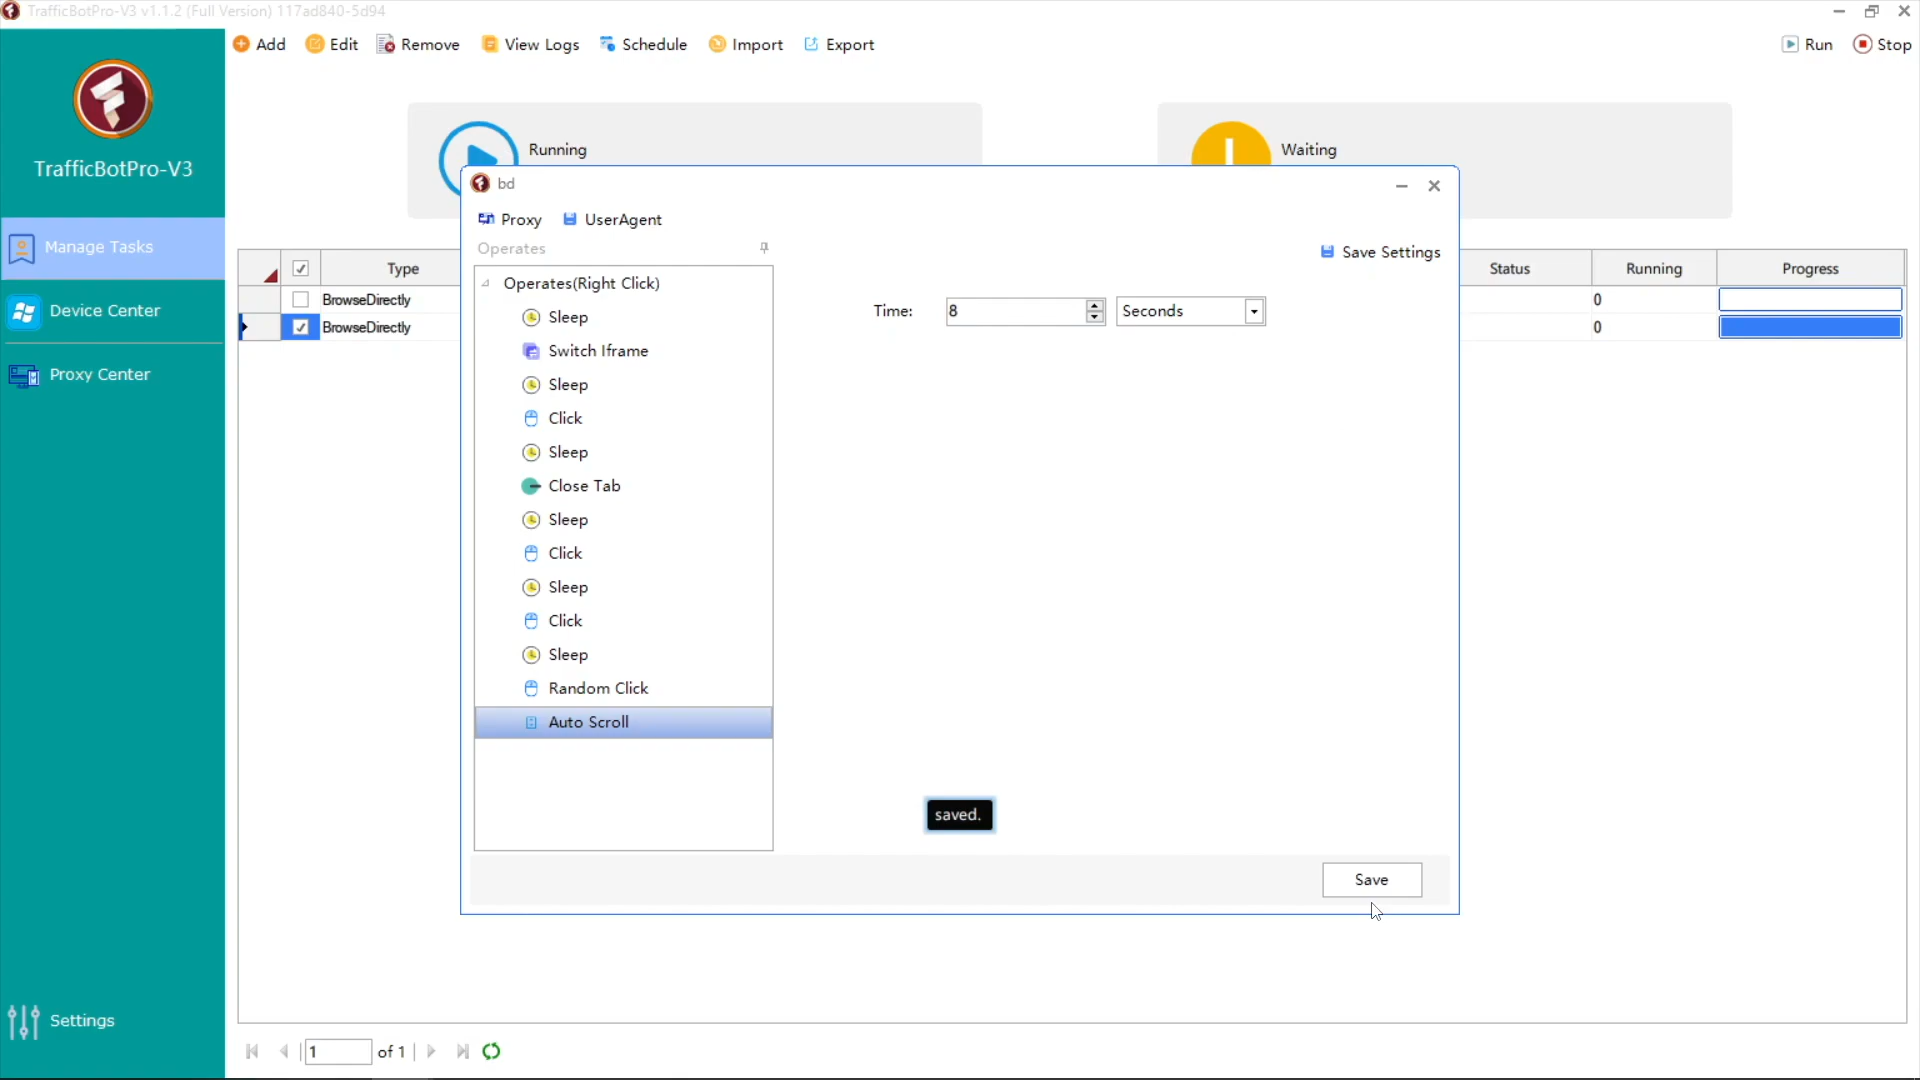 TrafficBotPro-V3 v1.1.2 (Full Version) 117ad840-5d94
Add Edit Remove View Logs Schedule Import Export Run Stop
TrafficBotPro-V3
Manage Tasks
Device Center
Proxy Center
Settings
Running
Waiting
Type Status Running Progress
BrowseDirectly 0
BrowseDirectly 0
bd
Proxy UserAgent
Operates
Save Settings
Operates(Right Click)
Sleep
Switch Iframe
Sleep
Click
Sleep
Close Tab
Sleep
Click
Sleep
Click
Sleep
Random Click
Auto Scroll
Time: 8 Seconds
saved.
Save
1 of 1